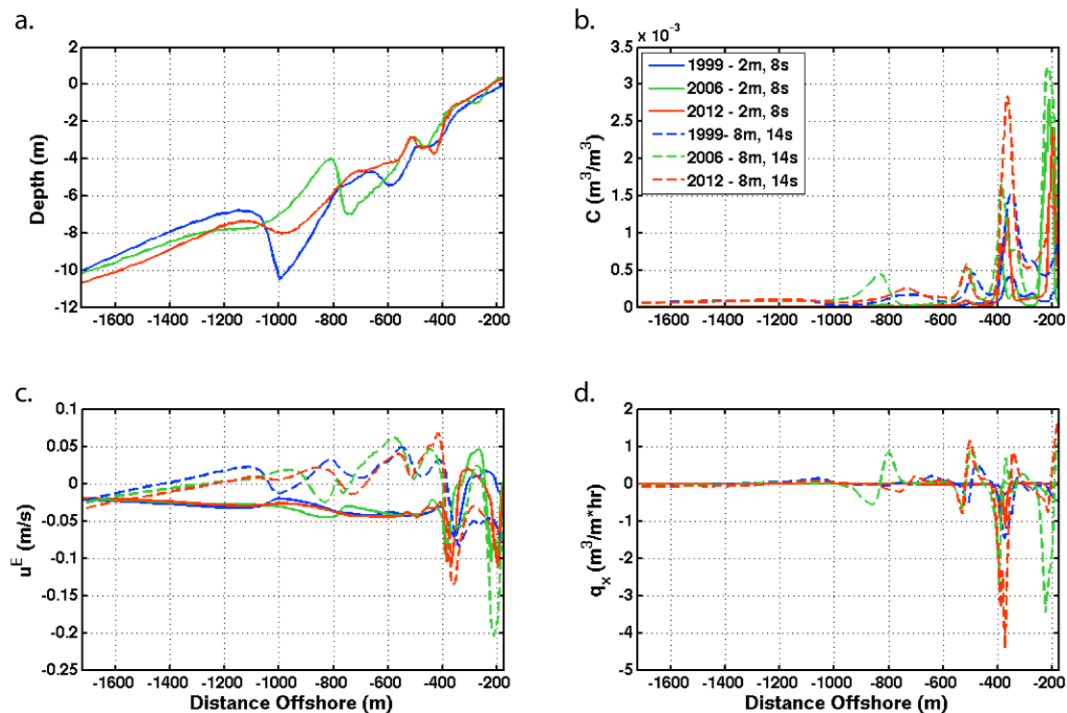 a.
2
0
-2
-4
-6
-8
-10
-12
Depth (m)
-1600 -1400 -1200 -1000 -800 -600 -400 -200
b.
x 10⁻³
3.5
3
2.5
2
1.5
1
0.5
0
C (m³/m³)
1999 - 2m, 8s
2006 - 2m, 8s
2012 - 2m, 8s
1999- 8m, 14s
2006 - 8m, 14s
2012 - 8m, 14s
-1600 -1400 -1200 -1000 -800 -600 -400 -200
c.
0.1
0.05
0
-0.05
-0.1
-0.15
-0.2
-0.25
uᴱ (m/s)
-1600 -1400 -1200 -1000 -800 -600 -400 -200
Distance Offshore (m)
d.
2
1
0
-1
-2
-3
-4
-5
qₓ (m³/m*hr)
-1600 -1400 -1200 -1000 -800 -600 -400 -200
Distance Offshore (m)